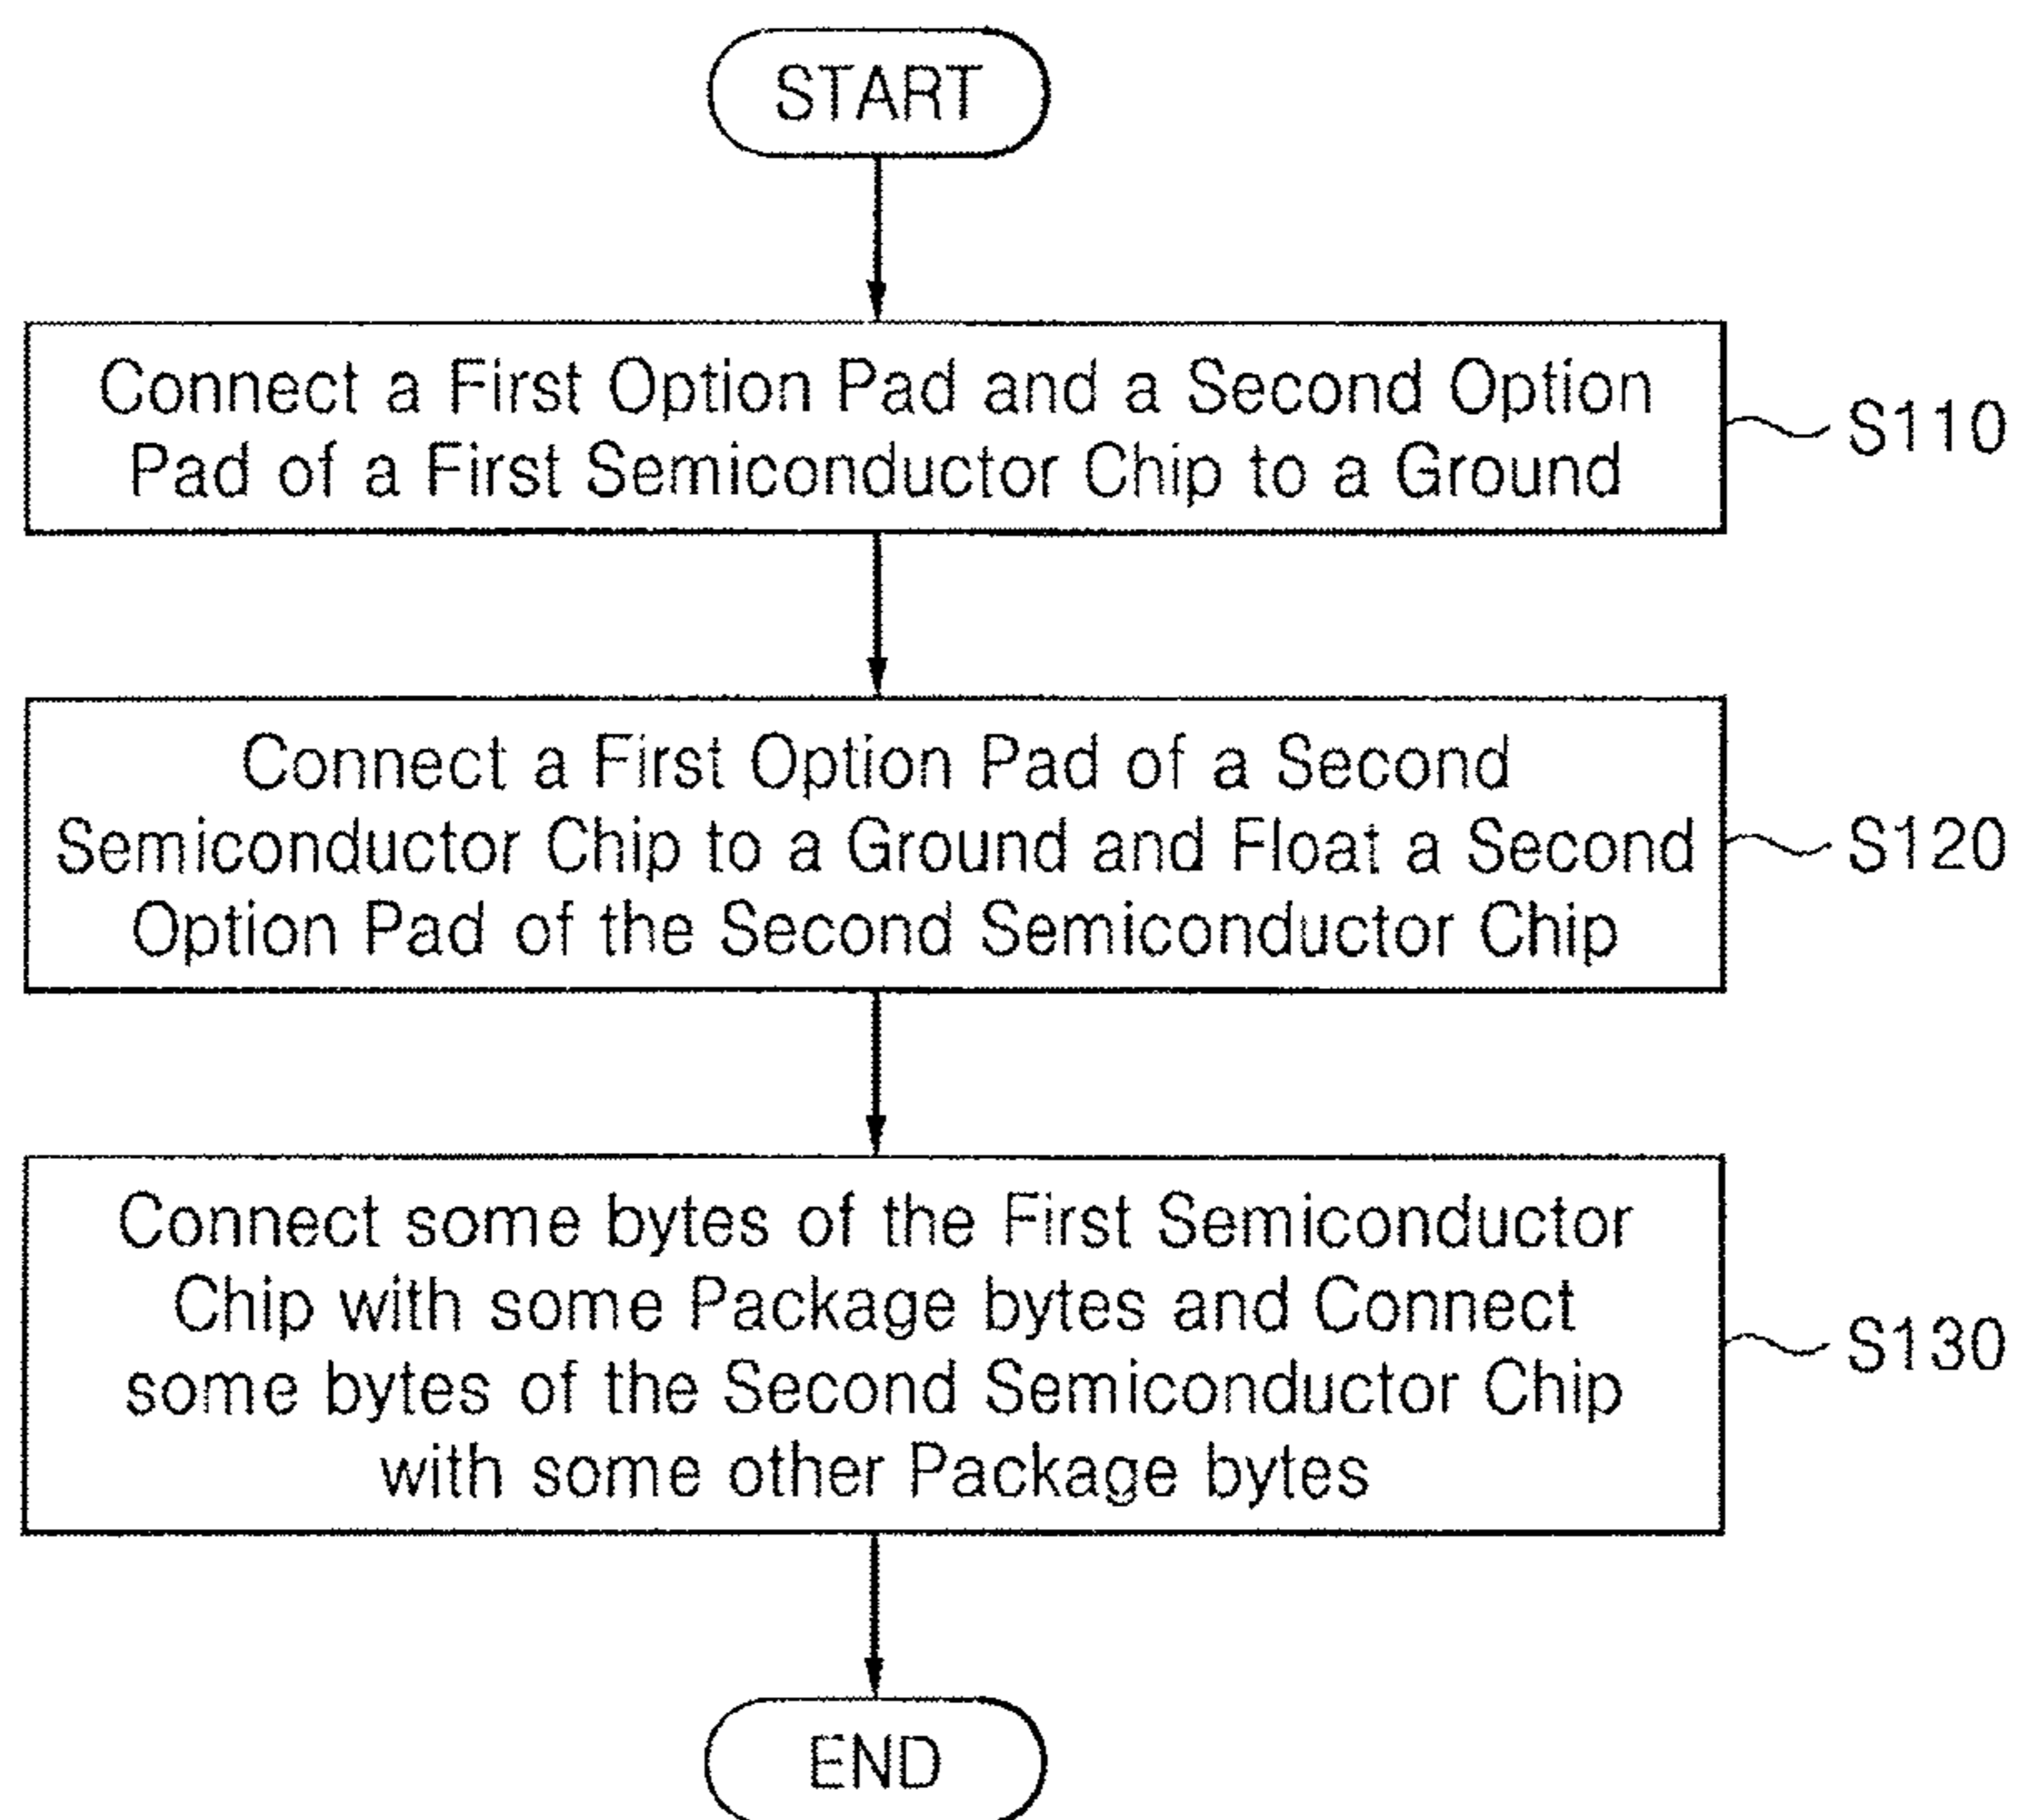 START
Connect a First Option Pad and a Second Option
Pad of a First Semiconductor Chip to a Ground
S110
Connect a First Option Pad of a Second
Semiconductor Chip to a Ground and Float a Second
Option Pad of the Second Semiconductor Chip
S120
Connect some bytes of the First Semiconductor
Chip with some Package bytes and Connect
some bytes of the Second Semiconductor Chip
with some other Package bytes
S130
END